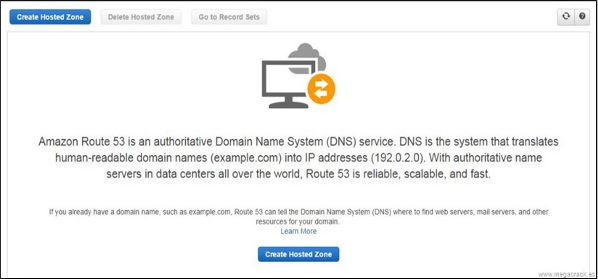 Create Hosted Zone Delete Hosted Zone Go to Record Sets
Amazon Route 53 is an authoritative Domain Name System (DNS) service. DNS is the system that translates
human-readable domain names (example.com) into IP addresses (192.0.2.0). With authoritative name
servers in data centers all over the world, Route 53 is reliable, scalable, and fast.
If you already have a domain name, such as example.com, Route 53 can tell the Domain Name System (DNS) where to find web servers, mail servers, and other
resources for your domain.
Learn More
Create Hosted Zone
www.megacrack.es